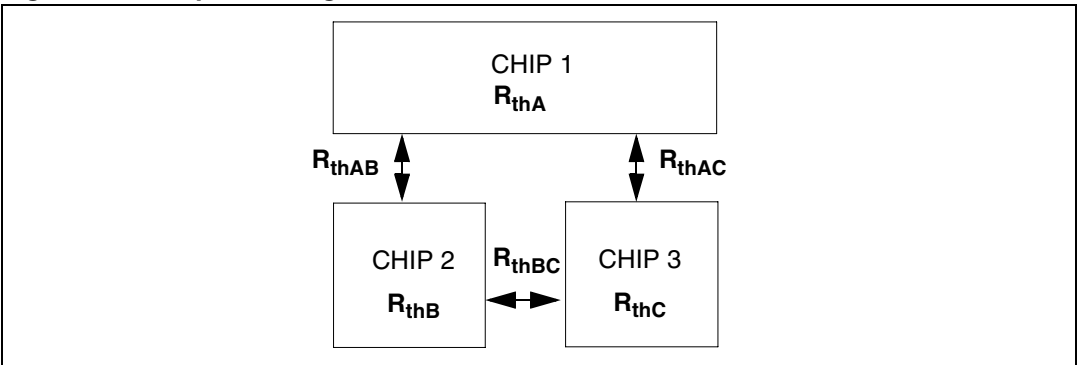 CHIP 1
RthA
RthAB
RthAC
CHIP 2
RthBC
CHIP 3
RthB
RthC